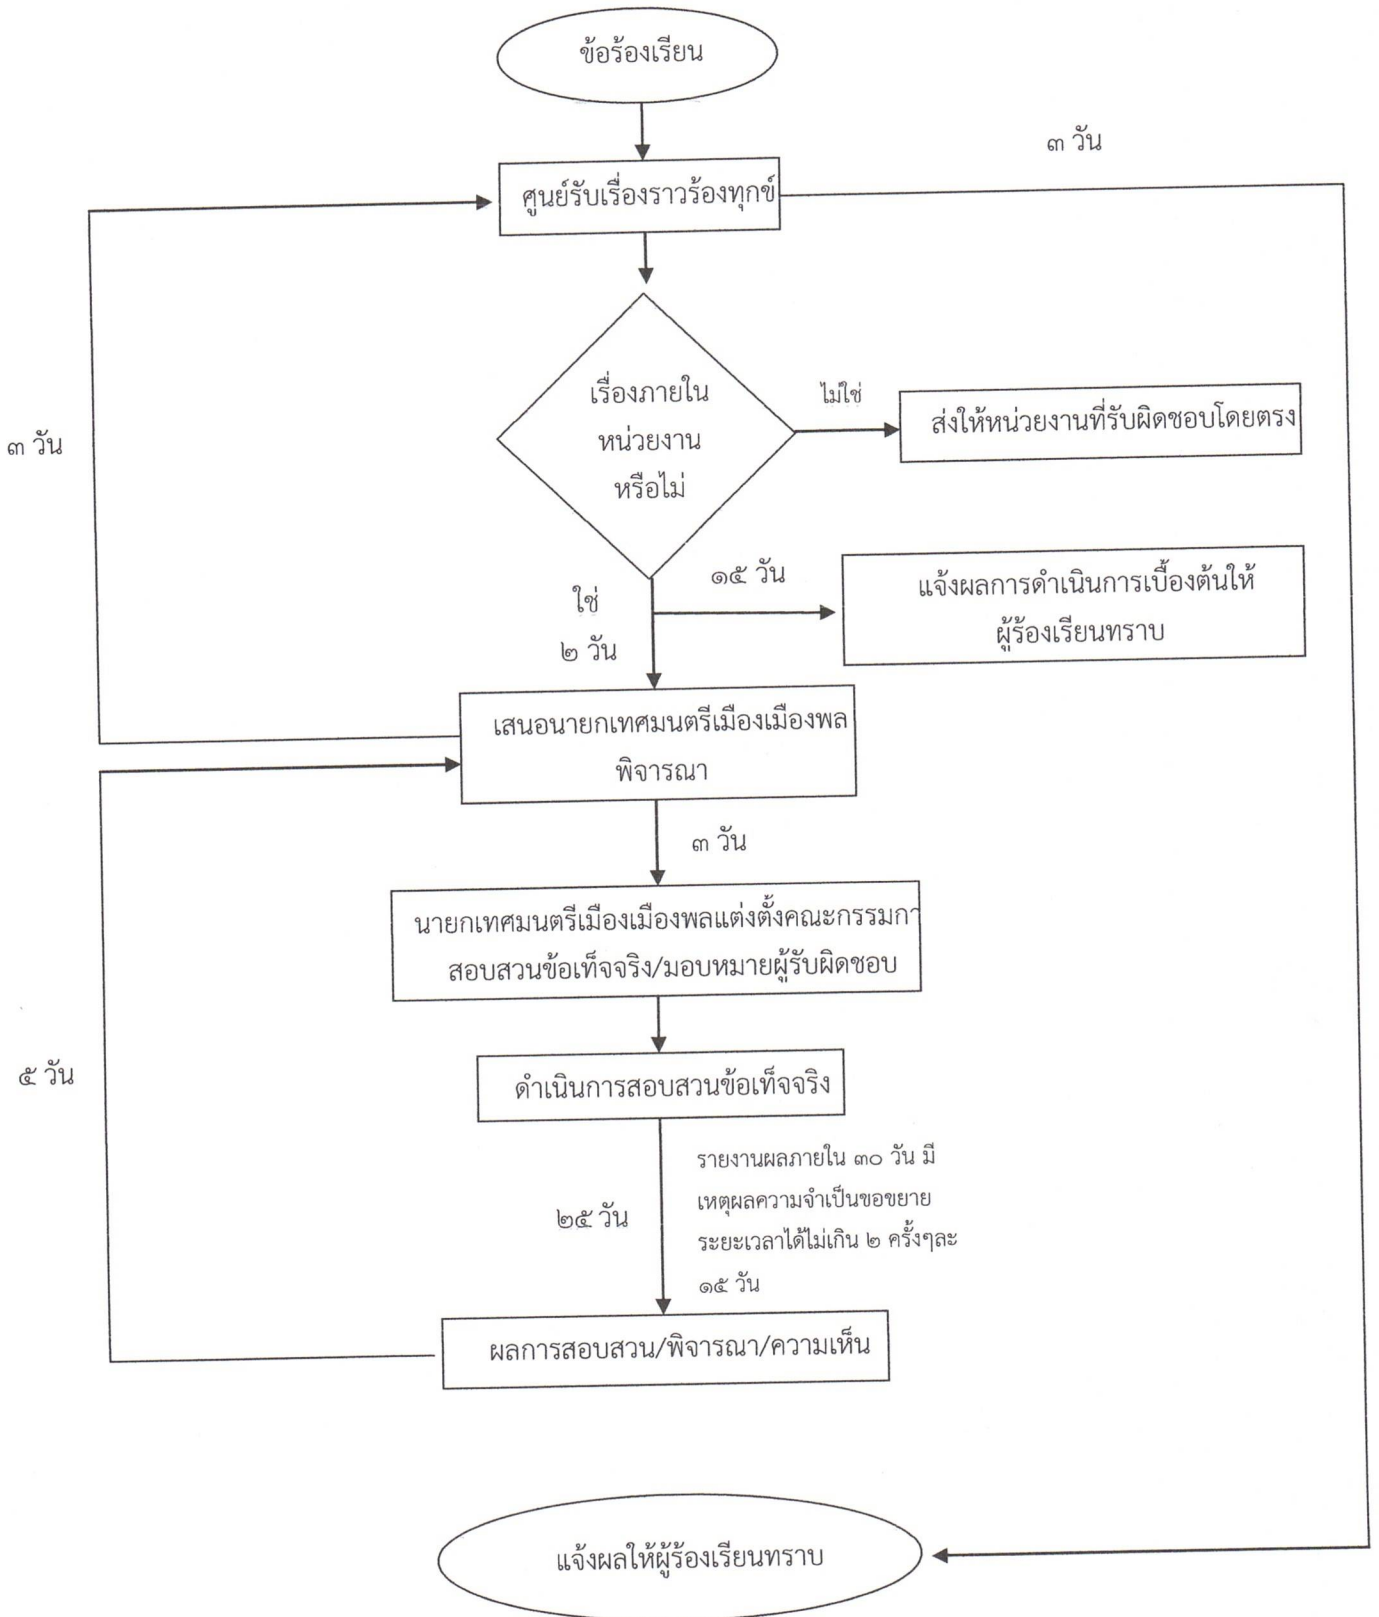 ข้อร้องเรียน
๓ วัน
ศูนย์รับเรื่องราวร้องทุกข์
เรื่องภายใน
หน่วยงาน
หรือไม่
ไม่ใช่
ส่งให้หน่วยงานที่รับผิดชอบโดยตรง
๓ วัน
ใช่
๒ วัน
๑๕ วัน
แจ้งผลการดำเนินการเบื้องต้นให้
ผู้ร้องเรียนทราบ
เสนอนายกเทศมนตรีเมืองเมืองพล
พิจารณา
๓ วัน
นายกเทศมนตรีเมืองเมืองพลแต่งตั้งคณะกรรมกา
สอบสวนข้อเท็จจริง/มอบหมายผู้รับผิดชอบ
๕ วัน
ดำเนินการสอบสวนข้อเท็จจริง
๒๕ วัน
รายงานผลภายใน ๓๐ วัน มี
เหตุผลความจำเป็นขอขยาย
ระยะเวลาได้ไม่เกิน ๒ ครั้งๆละ
๑๕ วัน
ผลการสอบสวน/พิจารณา/ความเห็น
แจ้งผลให้ผู้ร้องเรียนทราบ